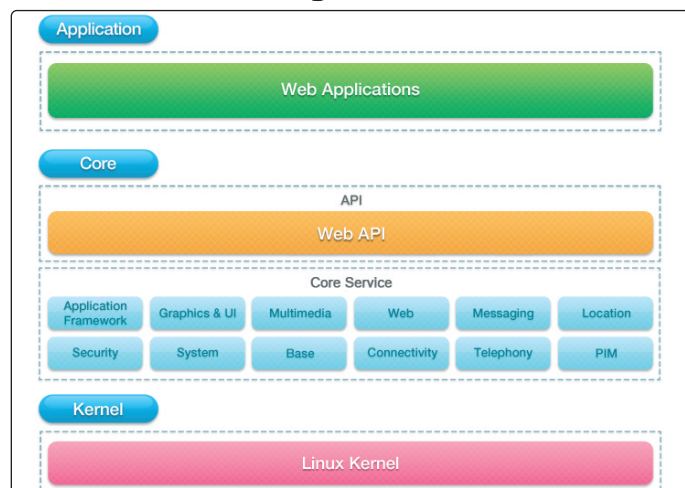 Application
Web Applications
Core
API
Web API
Core Service
Application
Framework
Graphics & UI
Multimedia
Web
Messaging
Location
Security
System
Base
Connectivity
Telephony
PIM
Kernel
Linux Kernel